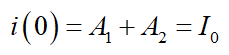 i(0) = A₁ + A₂ = I₀